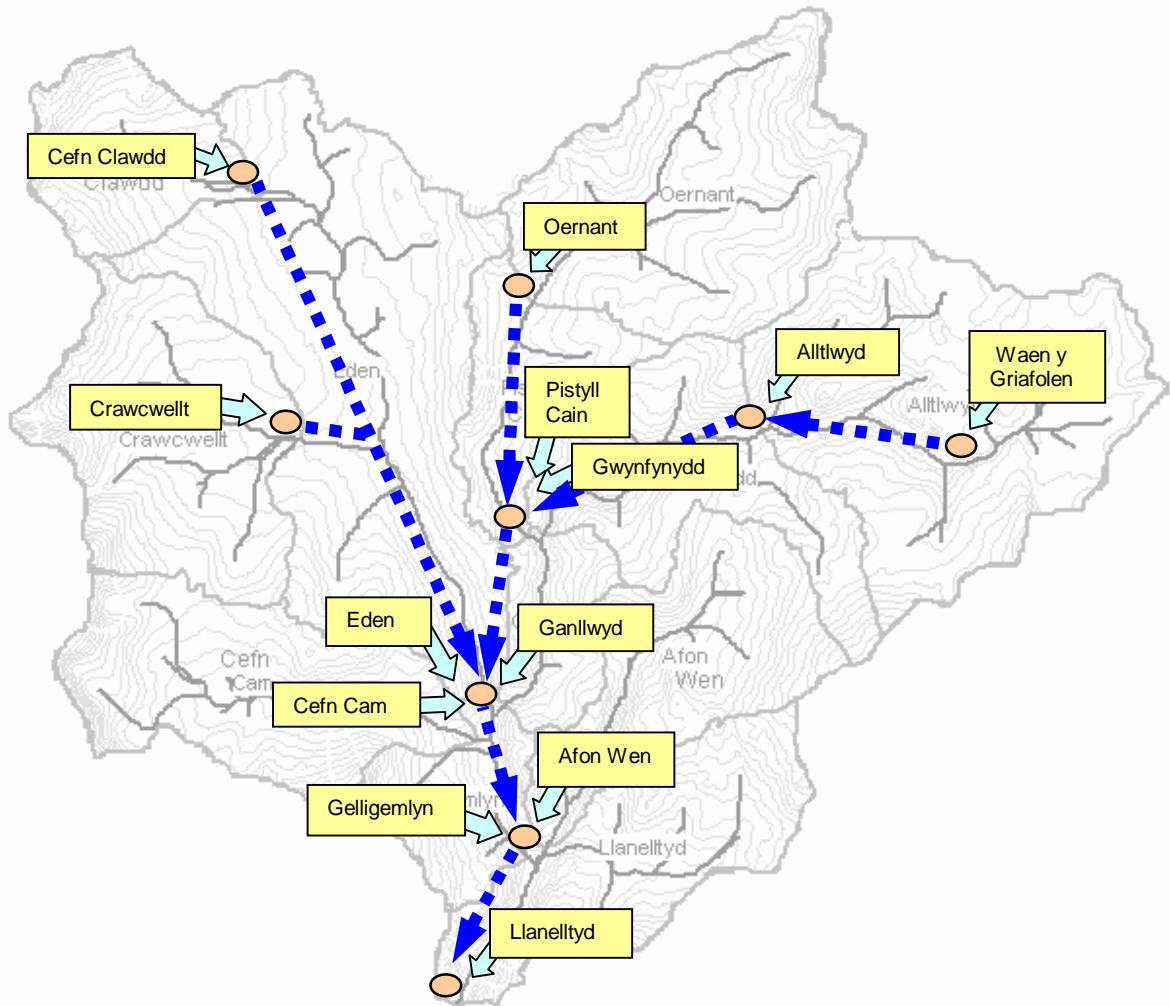 Cefn Clawdd
Clawdd
Oernant
Oernant
Alltlwyd
Waen y
Griafolen
Eden
Pistyll
Cain
Crawcwellt
Crawcwellt
Gwynfynydd
Eden
Ganllwyd
Cefn
Cam
Afon
Wen
Cefn Cam
Afon Wen
Gelligemlyn
Llanelltyd
Llanelltyd